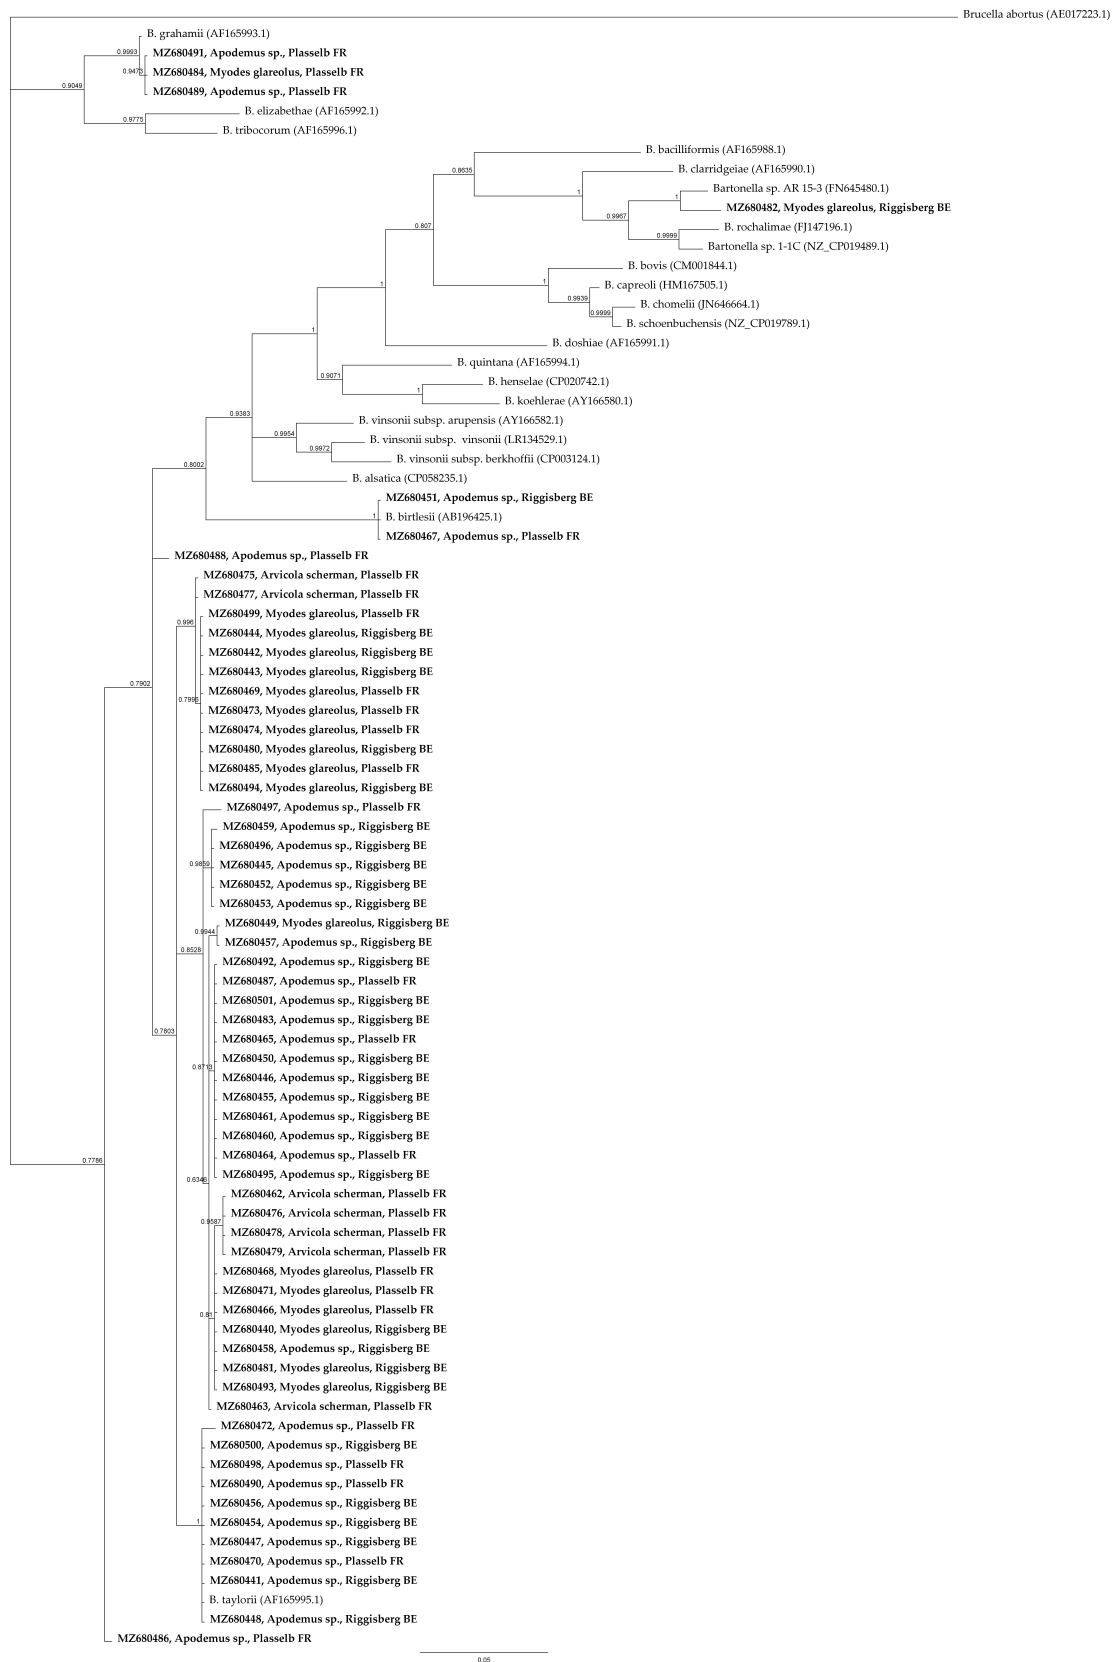 Brucella abortus (AE017223.1)
B. grahamii (AF165993.1)
0.9993
MZ680491, Apodemus sp., Plasselb FR
0.9473
MZ680484, Myodes glareolus, Plasselb FR
0.9049
MZ680489, Apodemus sp., Plasselb FR
B. elizabethae (AF165992.1)
0.9775
B. tribocorum (AF165996.1)
B. bacilliformis (AF165988.1)
0.8635
B. clarridgeiae (AF165990.1)
1
Bartonella sp. AR 15-3 (FN645480.1)
1
MZ680482, Myodes glareolus, Riggisberg BE
0.9967
B. rochalimae (FJ147196.1)
0.807
0.9999
Bartonella sp. 1-1C (NZ_CP019489.1)
B. bovis (CM001844.1)
1
B. capreoli (HM167505.1)
0.9939
B. chomelii (JN646664.1)
1
0.9999
B. schoenbuchensis (NZ_CP019789.1)
B. doshiae (AF165991.1)
1
B. quintana (AF165994.1)
0.9071
B. henselae (CP020742.1)
1
B. koehlerae (AY166580.1)
0.9383
B. vinsonii subsp. arupensis (AY166582.1)
0.9954
B. vinsonii subsp. vinsonii (LR134529.1)
0.9972
B. vinsonii subsp. berkhoffii (CP003124.1)
0.8002
B. alsatica (CP058235.1)
MZ680451, Apodemus sp., Riggisberg BE
1
B. birtlesii (AB196425.1)
MZ680467, Apodemus sp., Plasselb FR
MZ680488, Apodemus sp., Plasselb FR
MZ680475, Arvicola scherman, Plasselb FR
MZ680477, Arvicola scherman, Plasselb FR
MZ680499, Myodes glareolus, Plasselb FR
0.996
MZ680444, Myodes glareolus, Riggisberg BE
MZ680442, Myodes glareolus, Riggisberg BE
MZ680443, Myodes glareolus, Riggisberg BE
0.7902
MZ680469, Myodes glareolus, Plasselb FR
0.7996
MZ680473, Myodes glareolus, Plasselb FR
MZ680474, Myodes glareolus, Plasselb FR
MZ680480, Myodes glareolus, Riggisberg BE
MZ680485, Myodes glareolus, Plasselb FR
MZ680494, Myodes glareolus, Riggisberg BE
MZ680497, Apodemus sp., Plasselb FR
MZ680459, Apodemus sp., Riggisberg BE
MZ680496, Apodemus sp., Riggisberg BE
0.9859
MZ680445, Apodemus sp., Riggisberg BE
MZ680452, Apodemus sp., Riggisberg BE
MZ680453, Apodemus sp., Riggisberg BE
MZ680449, Myodes glareolus, Riggisberg BE
0.9944
MZ680457, Apodemus sp., Riggisberg BE
0.8528
MZ680492, Apodemus sp., Riggisberg BE
MZ680487, Apodemus sp., Plasselb FR
MZ680501, Apodemus sp., Riggisberg BE
MZ680483, Apodemus sp., Riggisberg BE
0.7803
MZ680465, Apodemus sp., Plasselb FR
MZ680450, Apodemus sp., Riggisberg BE
0.8713
MZ680446, Apodemus sp., Riggisberg BE
MZ680455, Apodemus sp., Riggisberg BE
MZ680461, Apodemus sp., Riggisberg BE
MZ680460, Apodemus sp., Riggisberg BE
0.7786
MZ680464, Apodemus sp., Plasselb FR
MZ680495, Apodemus sp., Riggisberg BE
0.6346
MZ680462, Arvicola scherman, Plasselb FR
MZ680476, Arvicola scherman, Plasselb FR
0.9587
MZ680478, Arvicola scherman, Plasselb FR
MZ680479, Arvicola scherman, Plasselb FR
MZ680468, Myodes glareolus, Plasselb FR
MZ680471, Myodes glareolus, Plasselb FR
MZ680466, Myodes glareolus, Plasselb FR
0.81
MZ680440, Myodes glareolus, Riggisberg BE
MZ680458, Apodemus sp., Riggisberg BE
MZ680481, Myodes glareolus, Riggisberg BE
MZ680493, Myodes glareolus, Riggisberg BE
MZ680463, Arvicola scherman, Plasselb FR
MZ680472, Apodemus sp., Plasselb FR
MZ680500, Apodemus sp., Riggisberg BE
MZ680498, Apodemus sp., Plasselb FR
MZ680490, Apodemus sp., Plasselb FR
MZ680456, Apodemus sp., Riggisberg BE
1
MZ680454, Apodemus sp., Riggisberg BE
MZ680447, Apodemus sp., Riggisberg BE
MZ680470, Apodemus sp., Plasselb FR
MZ680441, Apodemus sp., Riggisberg BE
B. taylorii (AF165995.1)
MZ680448, Apodemus sp., Riggisberg BE
MZ680486, Apodemus sp., Plasselb FR
0.05